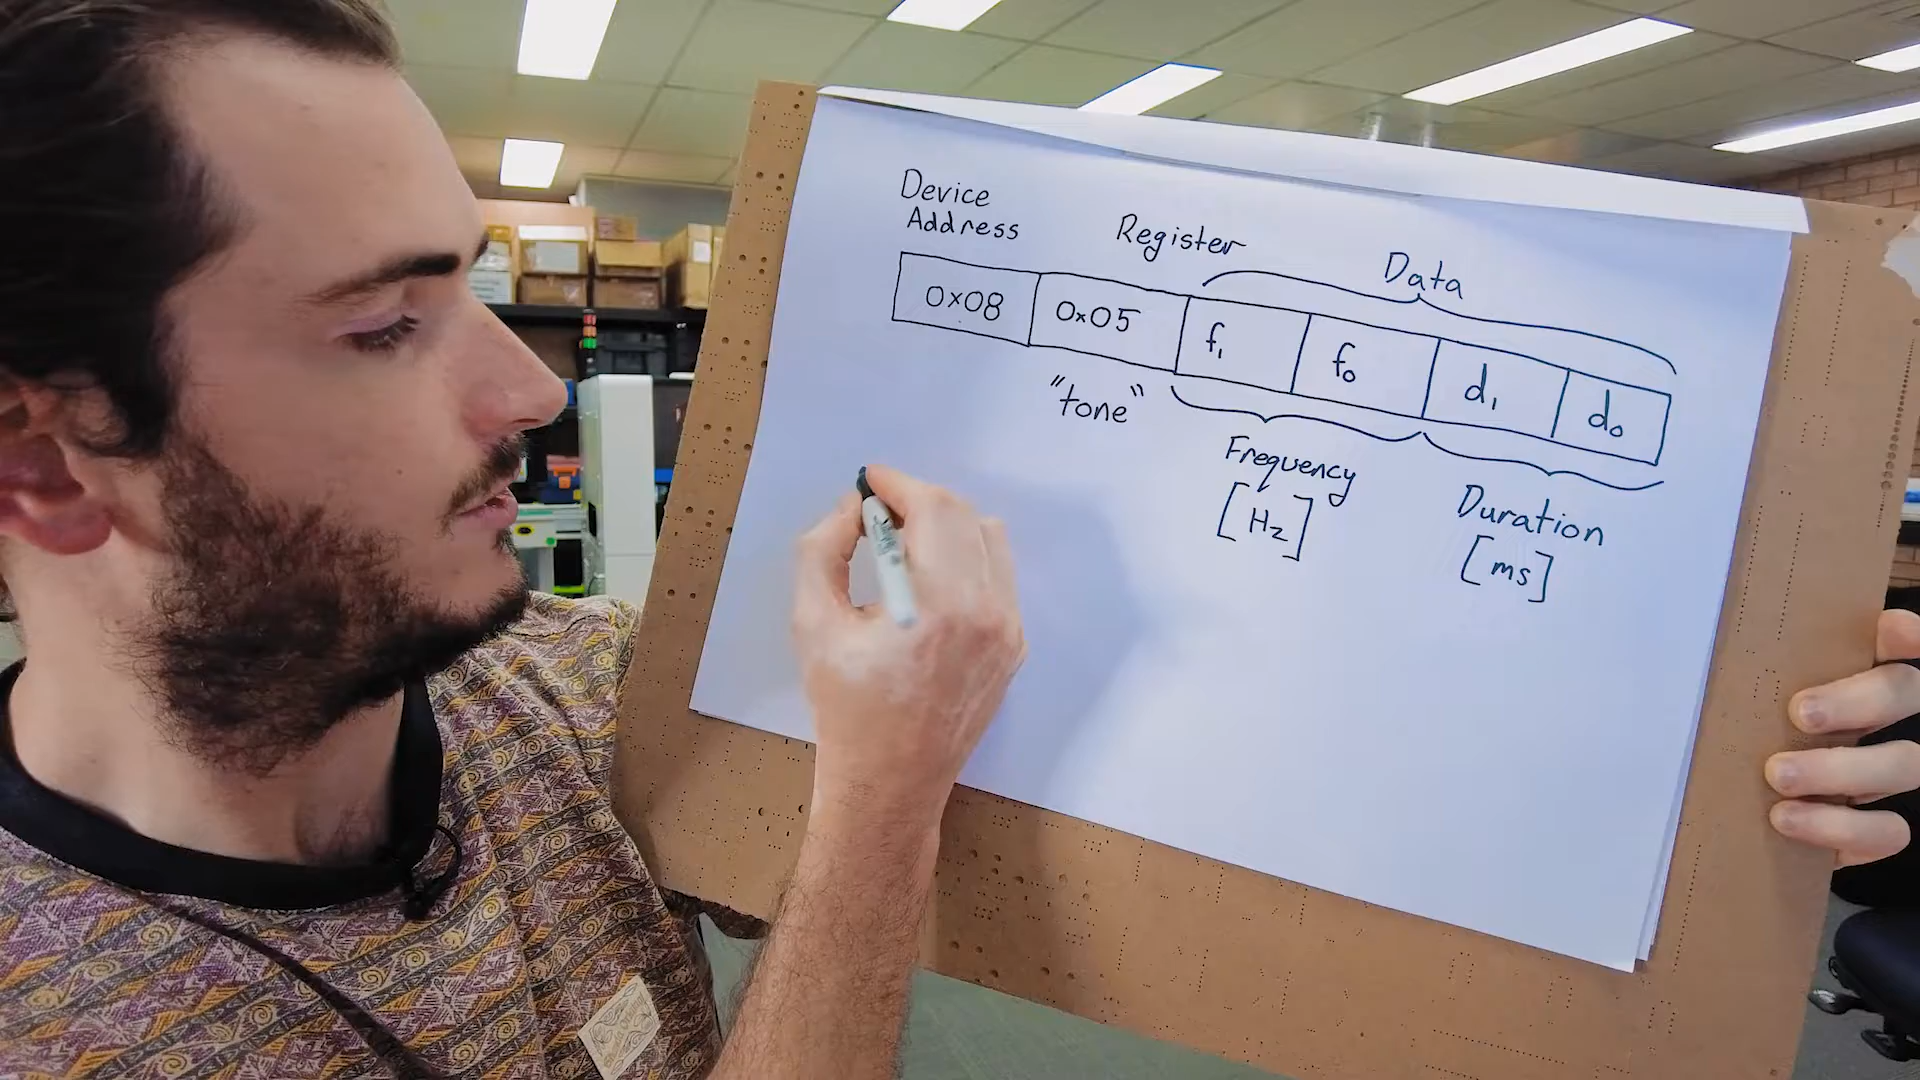 Device
Address
Register
Data
0x08
0x05
f₁
f₀
d₁
d₀
"tone"
Frequency
[Hz]
Duration
[ms]